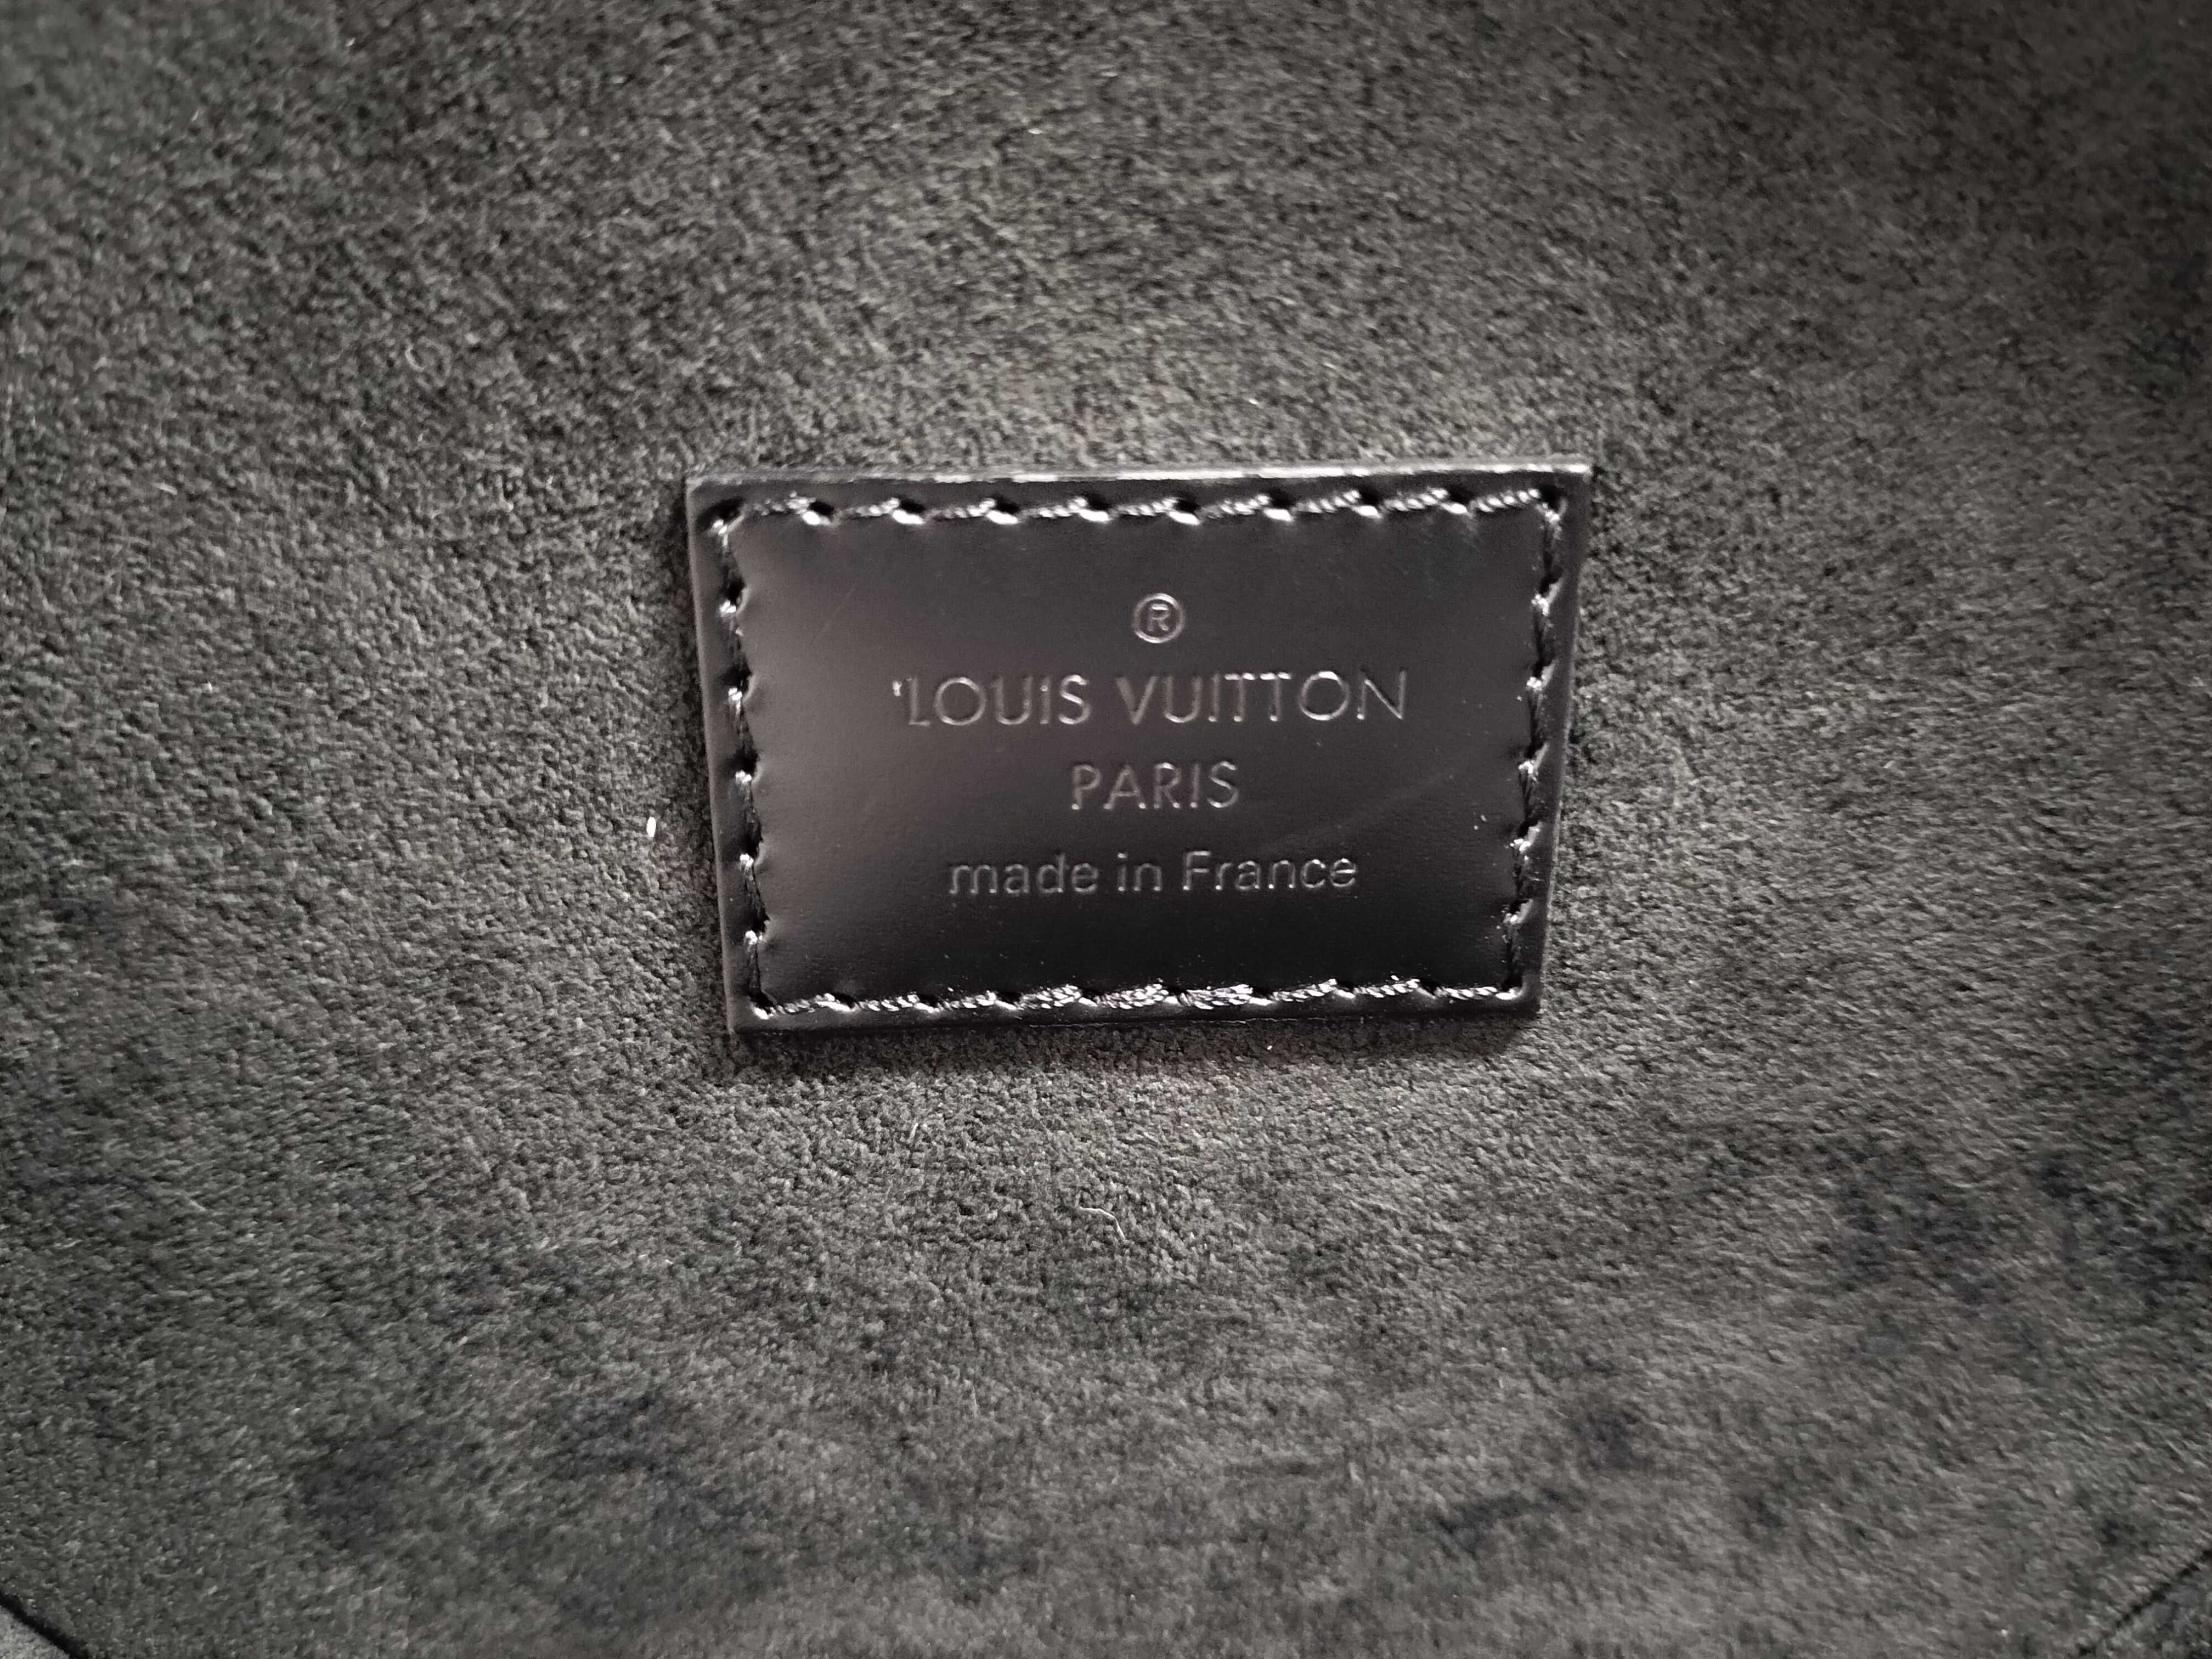 ®
LOUIS VUITTON
PARIS
made in France